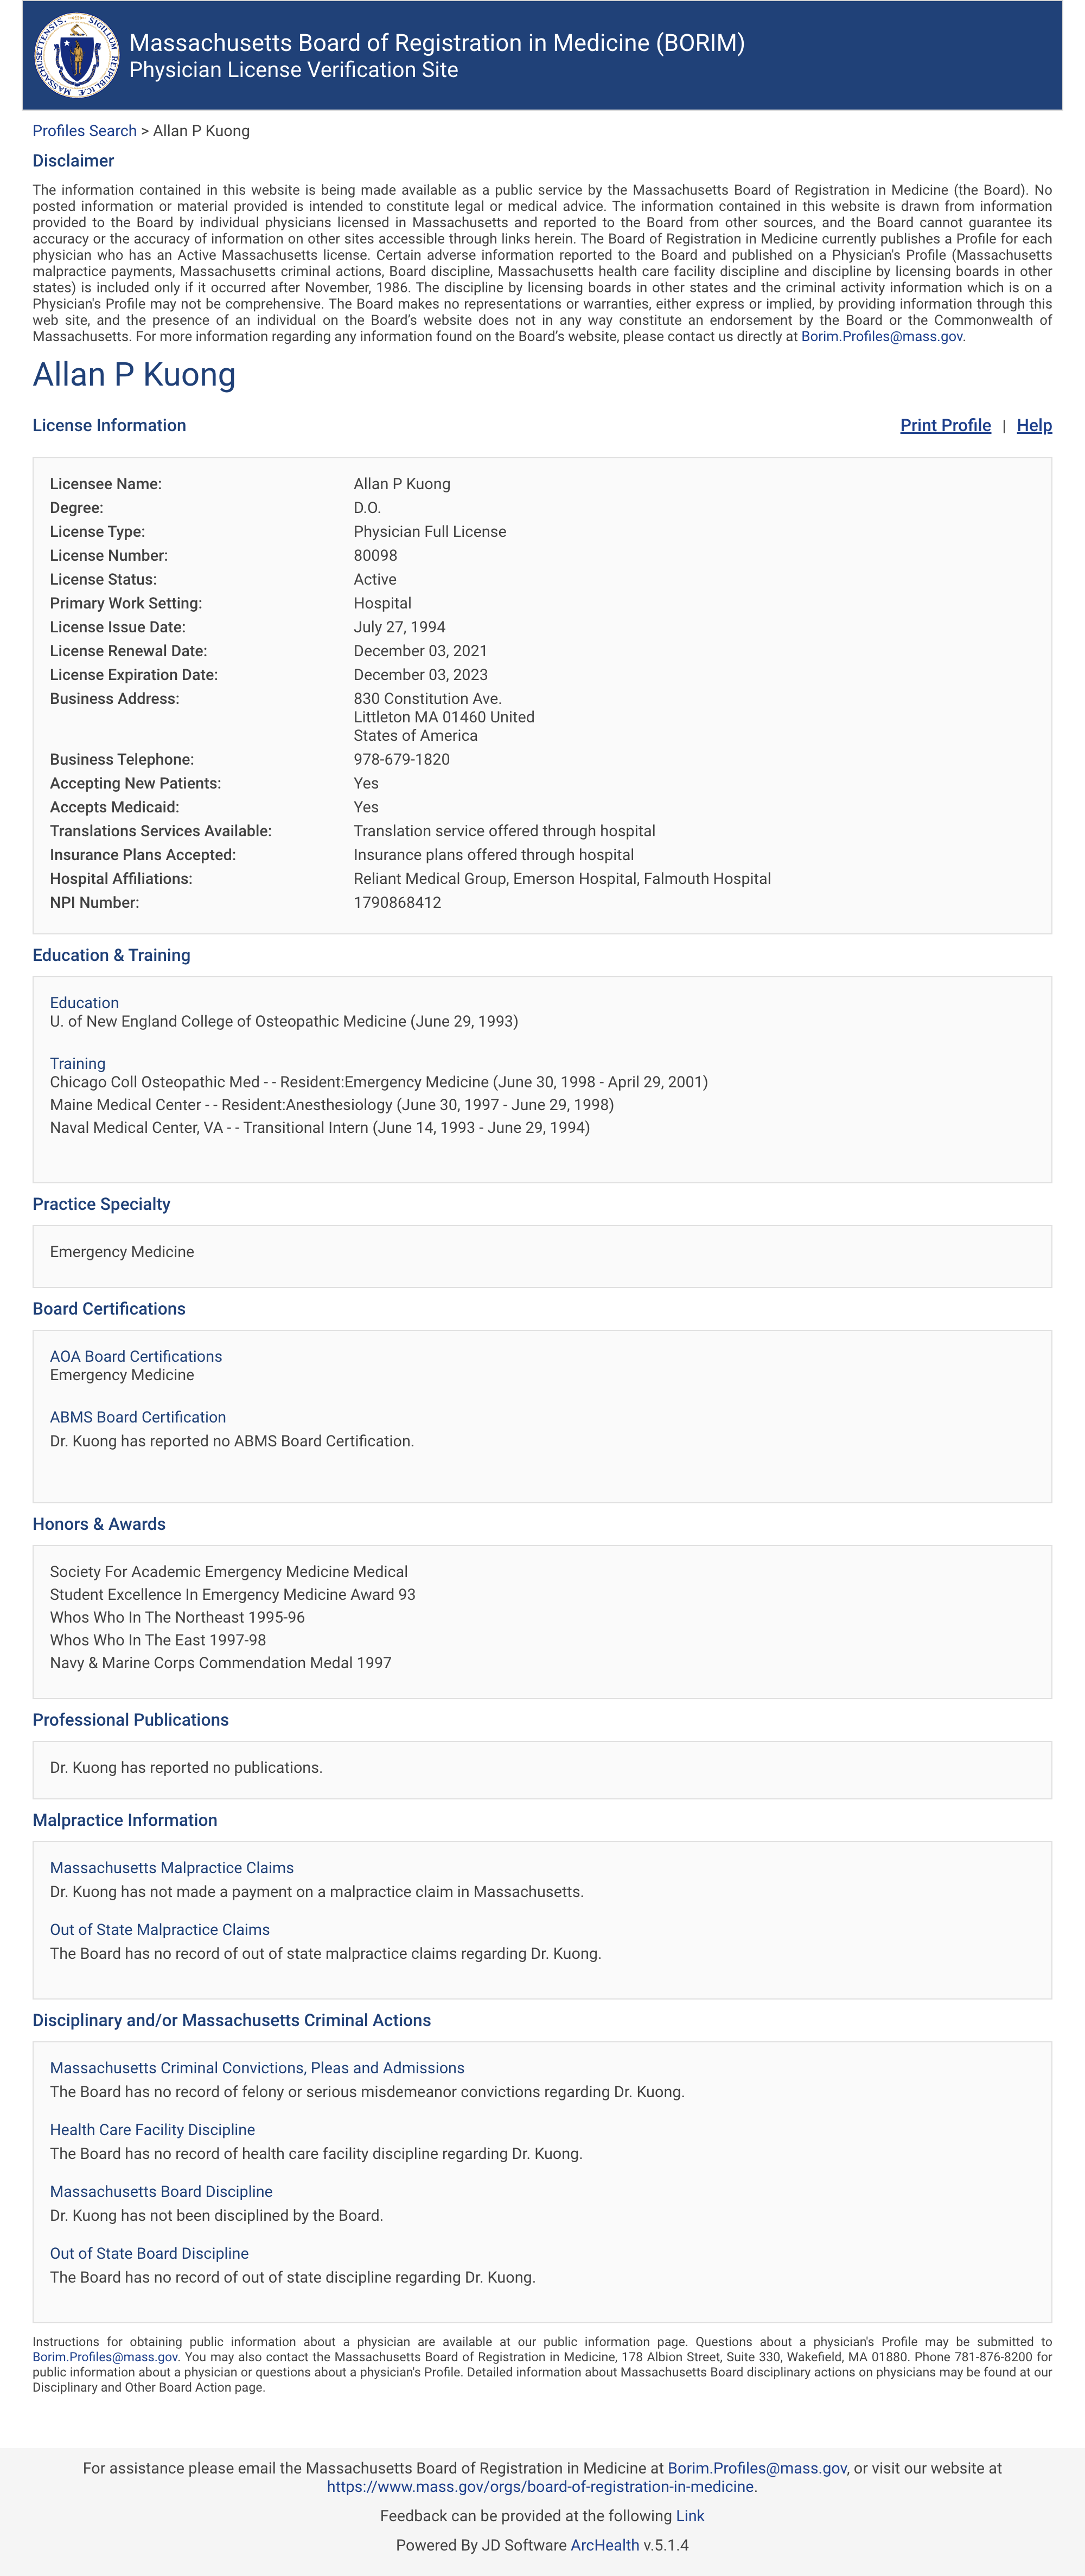 Massachusetts Board of Registration in Medicine (BORIM)
Physician License Verification Site
Profiles Search > Allan P Kuong
Disclaimer
The information contained in this website is being made available as a public service by the Massachusetts Board of Registration in Medicine (the Board). No
posted information or material provided is intended to constitute legal or medical advice. The information contained in this website is drawn from information
provided to the Board by individual physicians licensed in Massachusetts and reported to the Board from other sources, and the Board cannot guarantee its
accuracy or the accuracy of information on other sites accessible through links herein. The Board of Registration in Medicine currently publishes a Profile for each
physician who has an Active Massachusetts license. Certain adverse information reported to the Board and published on a Physician's Profile (Massachusetts
malpractice payments, Massachusetts criminal actions, Board discipline, Massachusetts health care facility discipline and discipline by licensing boards in other
states) is included only if it occurred after November, 1986. The discipline by licensing boards in other states and the criminal activity information which is on a
Physician's Profile may not be comprehensive. The Board makes no representations or warranties, either express or implied, by providing information through this
web site, and the presence of an individual on the Board’s website does not in any way constitute an endorsement by the Board or the Commonwealth of
Massachusetts. For more information regarding any information found on the Board’s website, please contact us directly at Borim.Profiles@mass.gov.
Allan P Kuong
License Information Print Profile | Help
Licensee Name: Allan P Kuong
Degree: D.O.
License Type: Physician Full License
License Number: 80098
License Status: Active
Primary Work Setting: Hospital
License Issue Date: July 27, 1994
License Renewal Date: December 03, 2021
License Expiration Date: December 03, 2023
Business Address: 830 Constitution Ave.
Littleton MA 01460 United
States of America
Business Telephone: 978-679-1820
Accepting New Patients: Yes
Accepts Medicaid: Yes
Translations Services Available: Translation service offered through hospital
Insurance Plans Accepted: Insurance plans offered through hospital
Hospital Affiliations: Reliant Medical Group, Emerson Hospital, Falmouth Hospital
NPI Number: 1790868412
Education & Training
Education
U. of New England College of Osteopathic Medicine (June 29, 1993)
Training
Chicago Coll Osteopathic Med - - Resident:Emergency Medicine (June 30, 1998 - April 29, 2001)
Maine Medical Center - - Resident:Anesthesiology (June 30, 1997 - June 29, 1998)
Naval Medical Center, VA - - Transitional Intern (June 14, 1993 - June 29, 1994)
Practice Specialty
Emergency Medicine
Board Certifications
AOA Board Certifications
Emergency Medicine
ABMS Board Certification
Dr. Kuong has reported no ABMS Board Certification.
Honors & Awards
Society For Academic Emergency Medicine Medical
Student Excellence In Emergency Medicine Award 93
Whos Who In The Northeast 1995-96
Whos Who In The East 1997-98
Navy & Marine Corps Commendation Medal 1997
Professional Publications
Dr. Kuong has reported no publications.
Malpractice Information
Massachusetts Malpractice Claims
Dr. Kuong has not made a payment on a malpractice claim in Massachusetts.
Out of State Malpractice Claims
The Board has no record of out of state malpractice claims regarding Dr. Kuong.
Disciplinary and/or Massachusetts Criminal Actions
Massachusetts Criminal Convictions, Pleas and Admissions
The Board has no record of felony or serious misdemeanor convictions regarding Dr. Kuong.
Health Care Facility Discipline
The Board has no record of health care facility discipline regarding Dr. Kuong.
Massachusetts Board Discipline
Dr. Kuong has not been disciplined by the Board.
Out of State Board Discipline
The Board has no record of out of state discipline regarding Dr. Kuong.
Instructions for obtaining public information about a physician are available at our public information page. Questions about a physician's Profile may be submitted to
Borim.Profiles@mass.gov. You may also contact the Massachusetts Board of Registration in Medicine, 178 Albion Street, Suite 330, Wakefield, MA 01880. Phone 781-876-8200 for
public information about a physician or questions about a physician's Profile. Detailed information about Massachusetts Board disciplinary actions on physicians may be found at our
Disciplinary and Other Board Action page.
For assistance please email the Massachusetts Board of Registration in Medicine at Borim.Profiles@mass.gov, or visit our website at
https://www.mass.gov/orgs/board-of-registration-in-medicine.
Feedback can be provided at the following Link
Powered By JD Software ArcHealth v.5.1.4